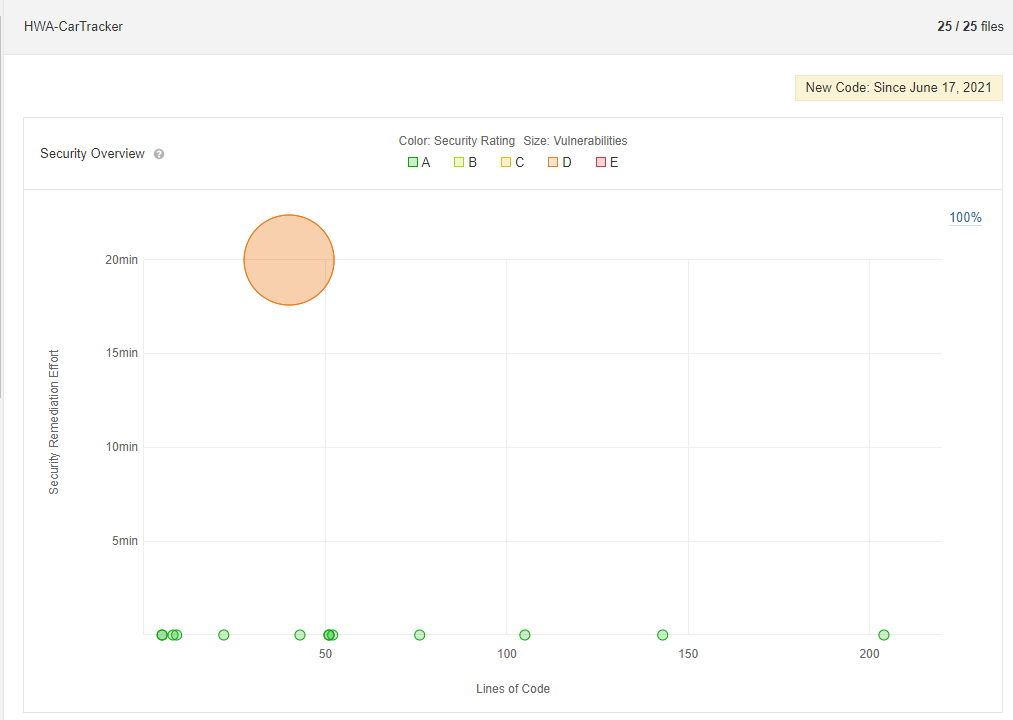 HWA-CarTracker
25 / 25 files
New Code: Since June 17, 2021
Security Overview ?
Color: Security Rating Size: Vulnerabilities
A B C D E
100%
20min
15min
10min
5min
Security Remediation Effort
50 100 150 200
Lines of Code